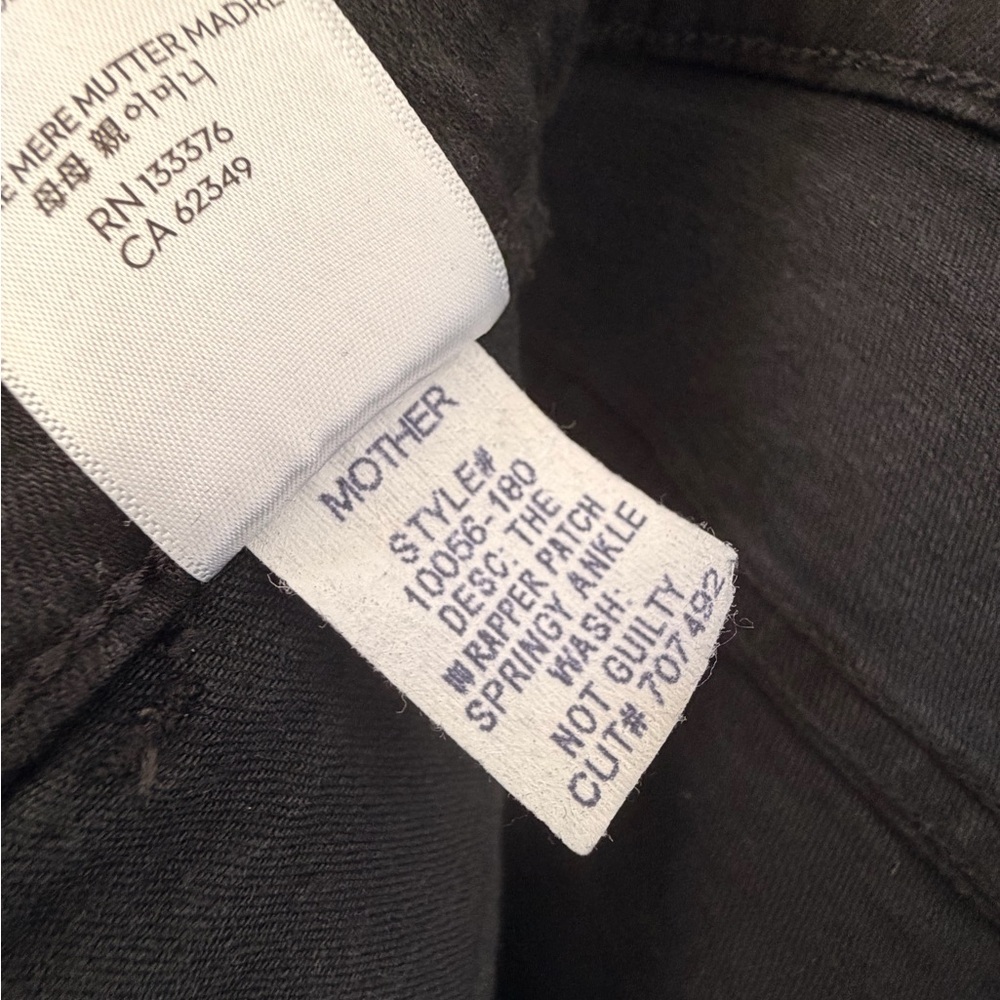 MERE MUTTER MADRE
母母 親 어머니
RN 133376
CA 62349
MOTHER
STYLE#
10056-180
DESC: THE
WRAPPER PATCH
SPRINGY ANKLE
WASH:
NOT GUILTY
CUT# 707492